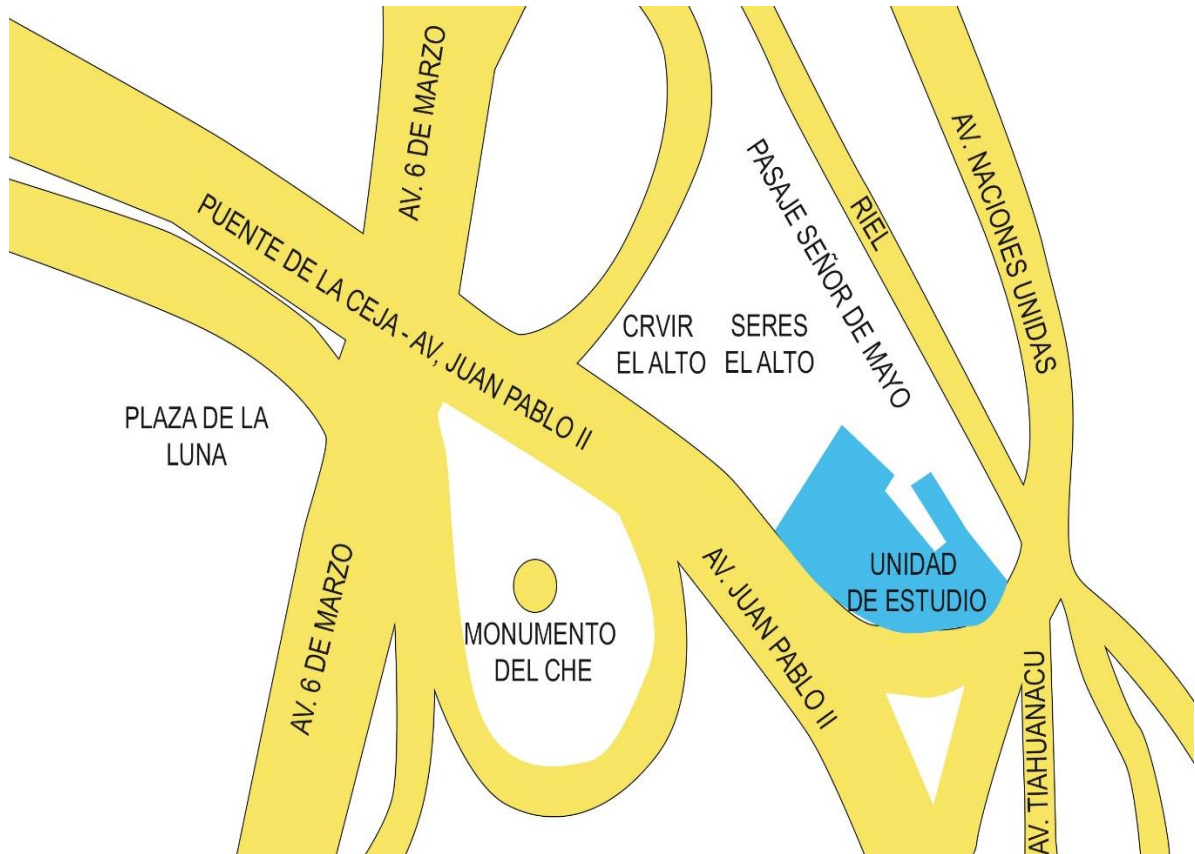 AV. 6 DE MARZO
PUENTE DE LA CEJA - AV, JUAN PABLO II
PASAJE SEÑOR DE MAYO
RIEL
AV. NACIONES UNIDAS
CRVIR
EL ALTO
SERES
EL ALTO
PLAZA DE LA
LUNA
AV. 6 DE MARZO
MONUMENTO
DEL CHE
AV. JUAN PABLO II
UNIDAD
DE ESTUDIO
AV. TIAHUANACU